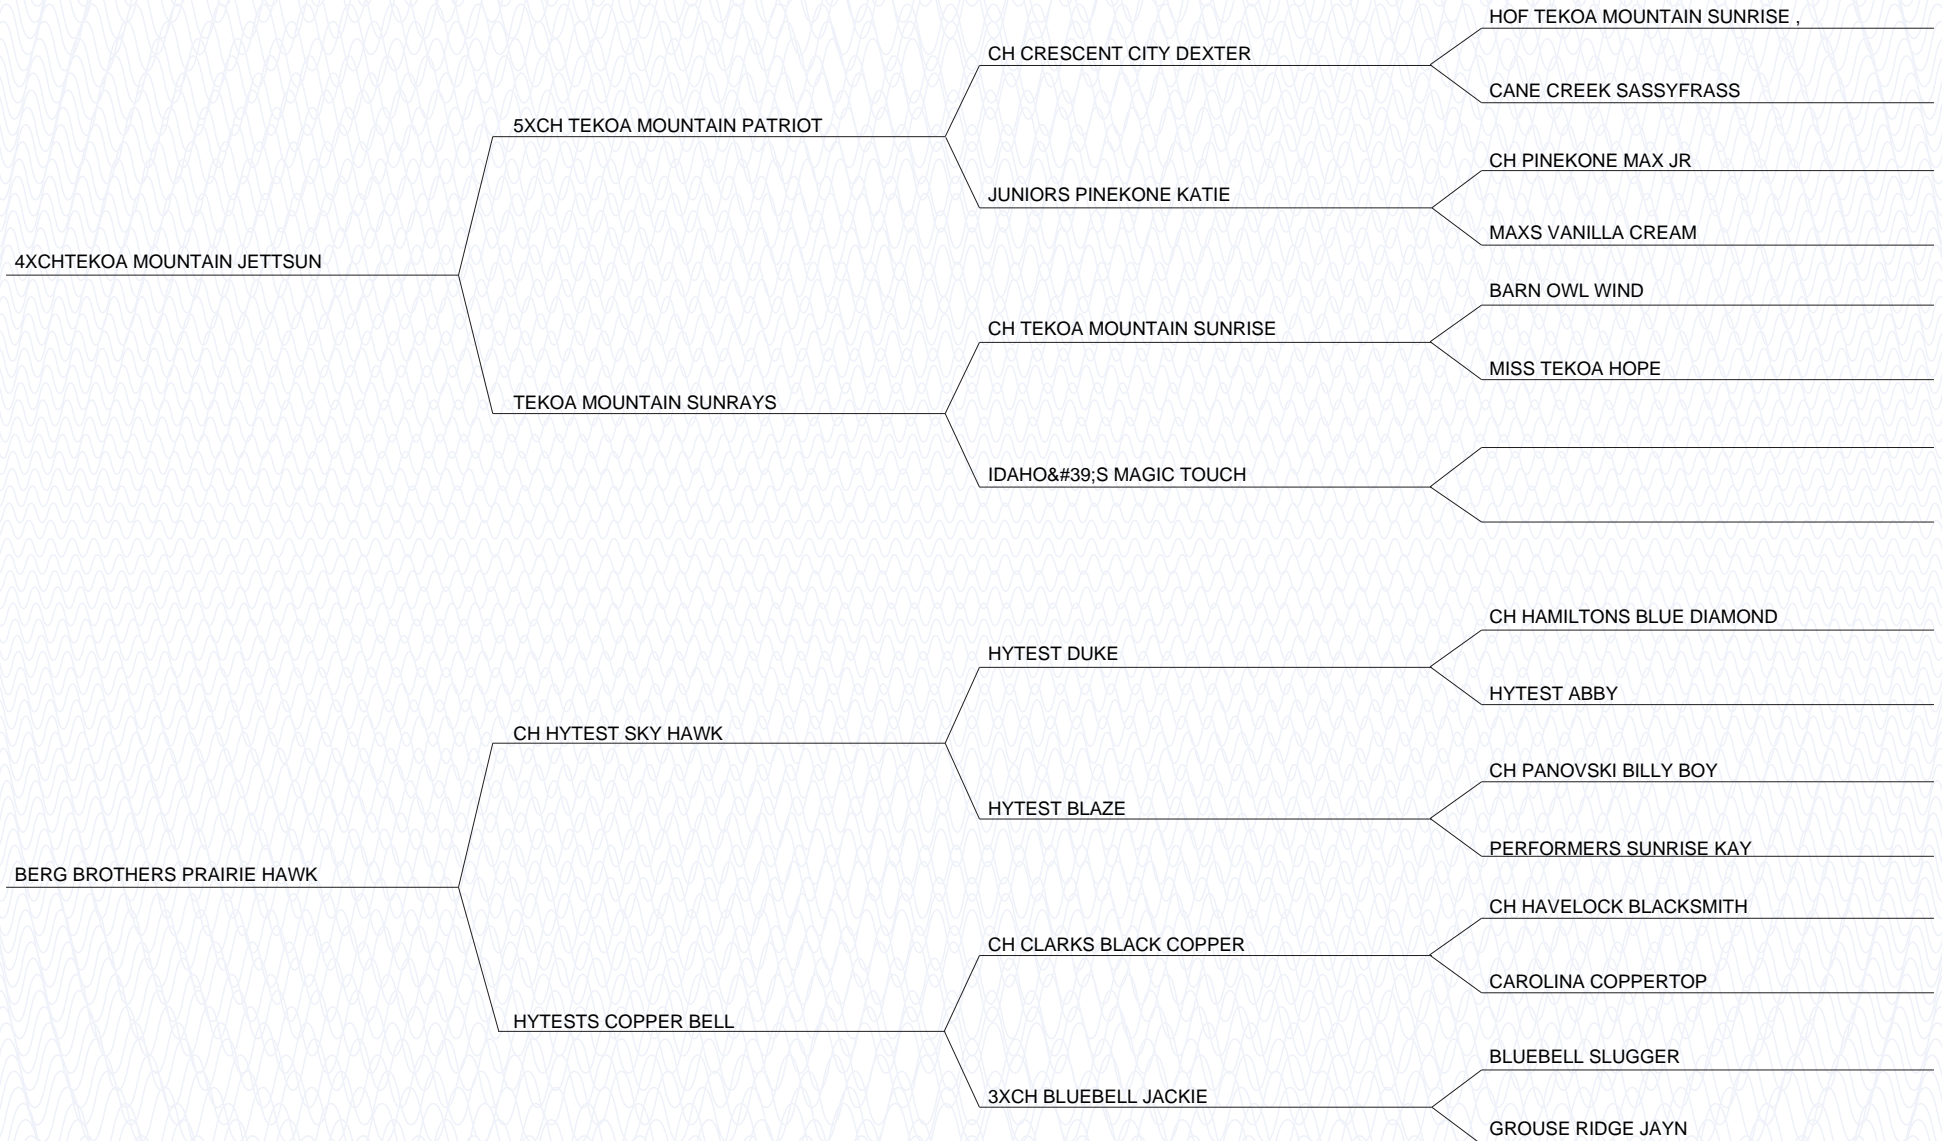 HOF TEKOA MOUNTAIN SUNRISE ,
CH CRESCENT CITY DEXTER
CANE CREEK SASSYFRASS
5XCH TEKOA MOUNTAIN PATRIOT
CH PINEKONE MAX JR
JUNIORS PINEKONE KATIE
MAXS VANILLA CREAM
4XCHTEKOA MOUNTAIN JETTSUN
BARN OWL WIND
CH TEKOA MOUNTAIN SUNRISE
MISS TEKOA HOPE
TEKOA MOUNTAIN SUNRAYS
IDAHO&#39;S MAGIC TOUCH
CH HAMILTONS BLUE DIAMOND
HYTEST DUKE
HYTEST ABBY
CH HYTEST SKY HAWK
CH PANOVSKI BILLY BOY
HYTEST BLAZE
PERFORMERS SUNRISE KAY
BERG BROTHERS PRAIRIE HAWK
CH HAVELOCK BLACKSMITH
CH CLARKS BLACK COPPER
CAROLINA COPPERTOP
HYTESTS COPPER BELL
BLUEBELL SLUGGER
3XCH BLUEBELL JACKIE
GROUSE RIDGE JAYN